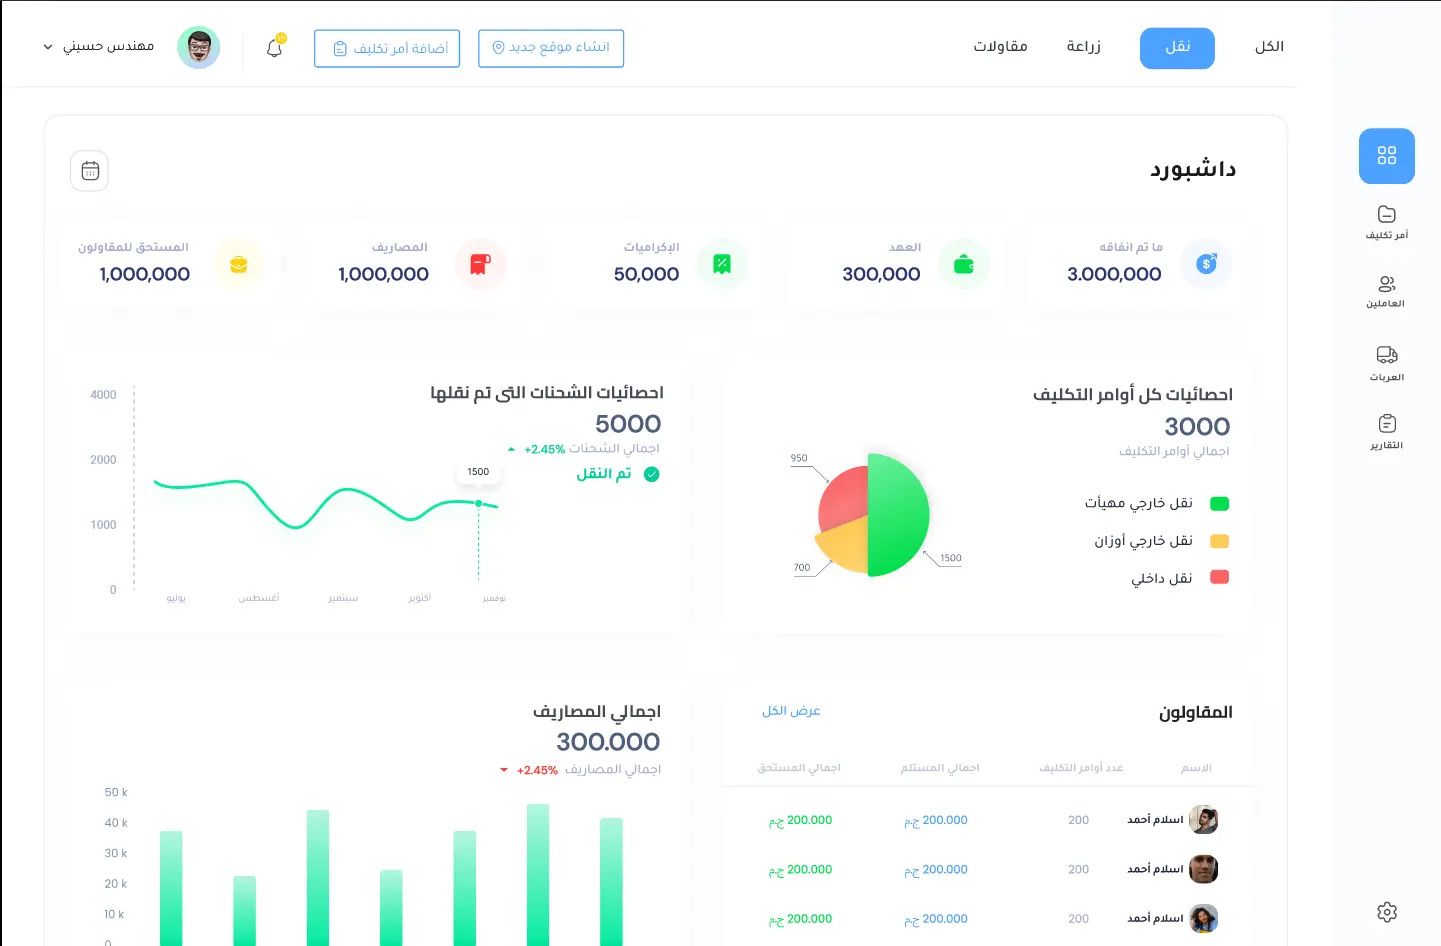 الكل
نقل
زراعة
مقاولات
انشاء موقع جديد
أضافة أمر تكليف
مهندس حسيني
أمر تكليف
العاملين
العربات
التقارير
داشبورد
ما تم انفاقه
3.000,000
العهد
300,000
الإكراميات
50,000
المصاريف
1,000,000
المستحق للمقاولون
1,000,000
احصائيات كل أوامر التكليف
3000
اجمالي أوامر التكليف
نقل خارجي مهيأت
نقل خارجي أوزان
نقل داخلي
950
700
1500
احصائيات الشحنات التى تم نقلها
5000
اجمالي الشحنات +2.45%
تم النقل
1500
4000
2000
1000
0
يوليو
أغسطس
سبتمبر
أكتوبر
نوفمبر
المقاولون
عرض الكل
الاسم عدد أوامر التكليف اجمالي المستلم اجمالي المستحق
اسلام أحمد 200 200.000 ج.م 200.000 ج.م
اسلام أحمد 200 200.000 ج.م 200.000 ج.م
اسلام أحمد 200 200.000 ج.م 200.000 ج.م
اجمالي المصاريف
300.000
اجمالي المصاريف +2.45%
50 k
40 k
30 k
20 k
10 k
0